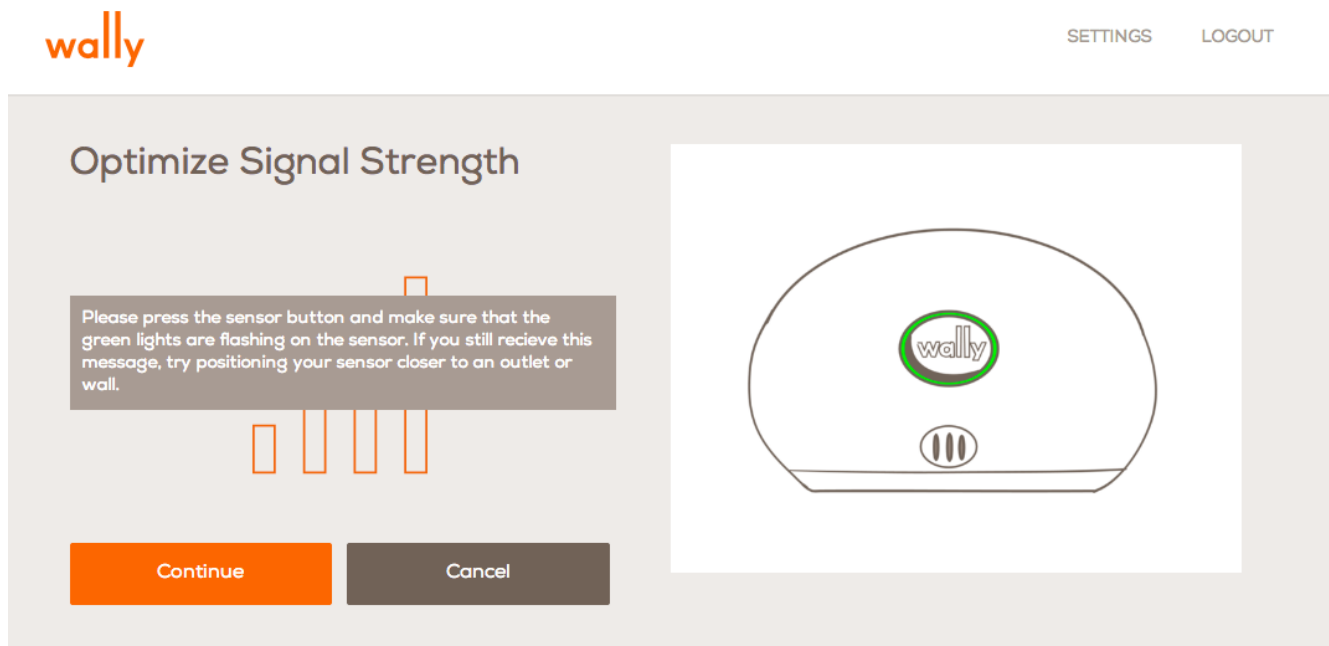 wally
SETTINGS
LOGOUT
Optimize Signal Strength
Please press the sensor button and make sure that the
green lights are flashing on the sensor. If you still recieve this
message, try positioning your sensor closer to an outlet or
wall.
wally
Continue
Cancel